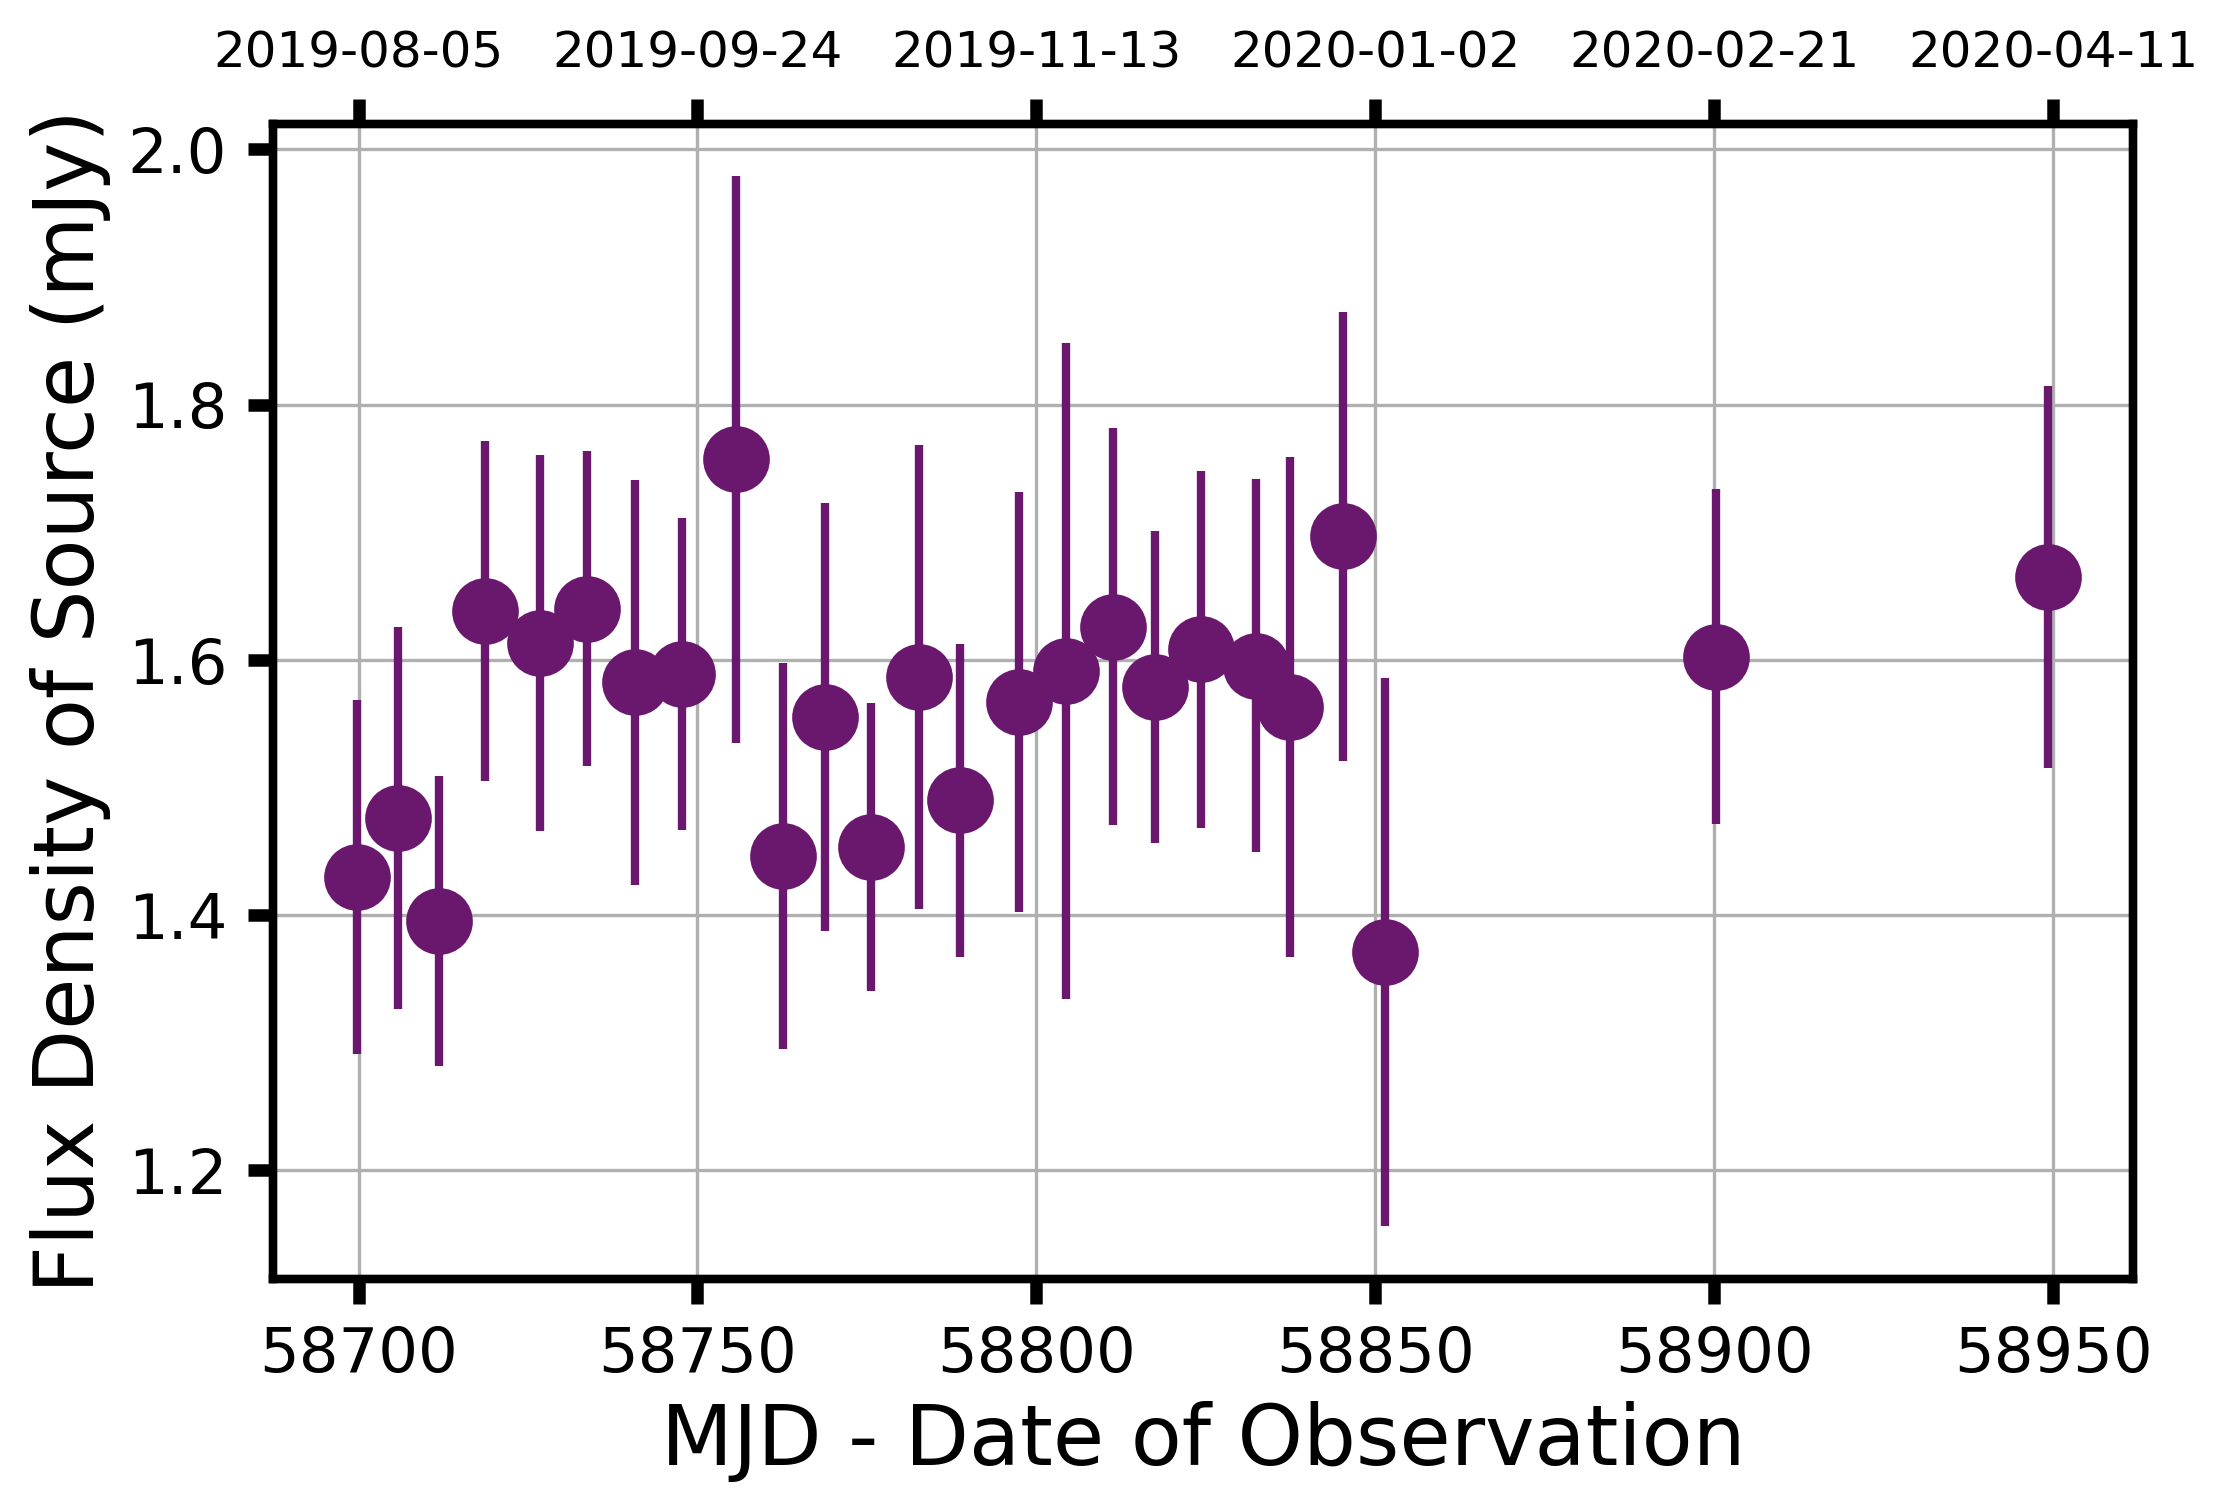 2019-08-05 2019-09-24 2019-11-13 2020-01-02 2020-02-21 2020-04-11
Flux Density of Source (mJy)
2.0
1.8
1.6
1.4
1.2
58700 58750 58800 58850 58900 58950
MJD - Date of Observation